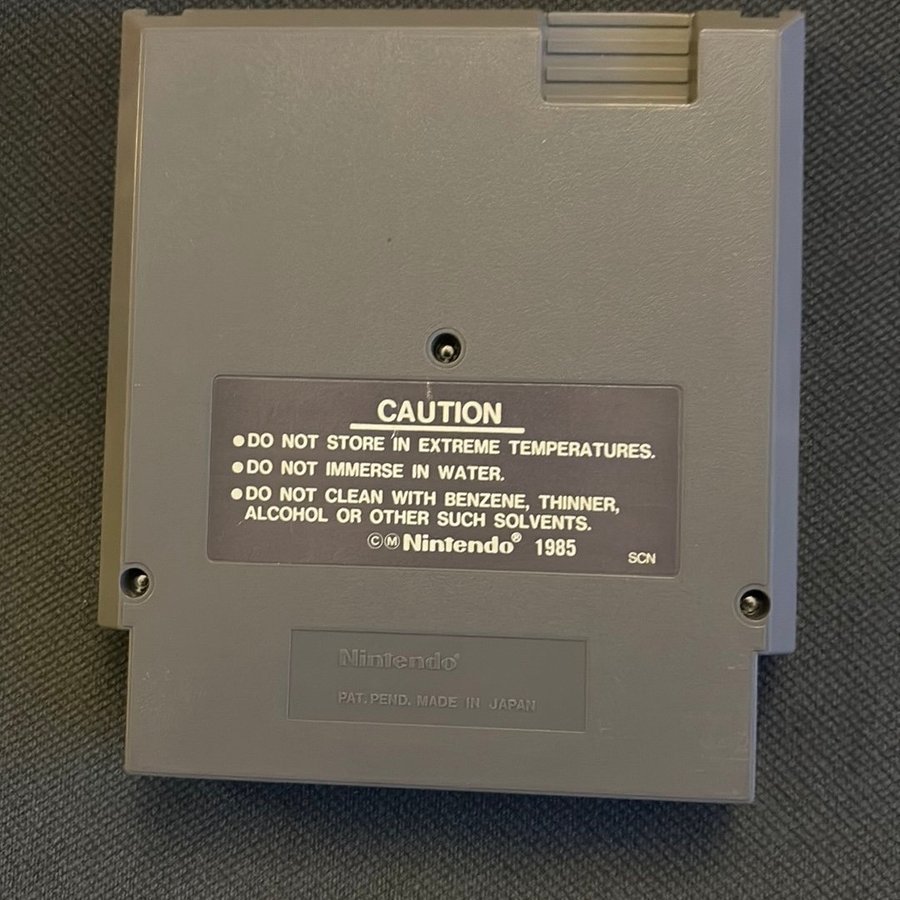 CAUTION
●DO NOT STORE IN EXTREME TEMPERATURES.
●DO NOT IMMERSE IN WATER.
●DO NOT CLEAN WITH BENZENE, THINNER,
ALCOHOL OR OTHER SUCH SOLVENTS.
©Ⓜ Nintendo® 1985
SCN
Nintendo®
PAT. PEND. MADE IN JAPAN